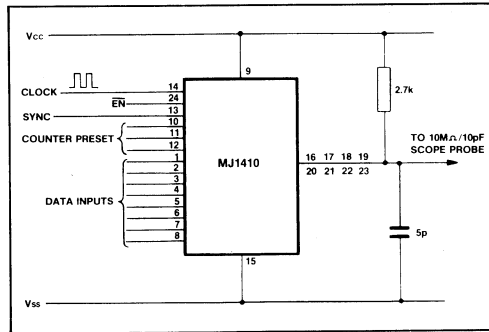 Vcc
9
CLOCK 14
EN 24
SYNC 13
COUNTER PRESET 10
11
12
DATA INPUTS 1
2
3
4
5
6
7
8
MJ1410
16 17 18 19
20 21 22 23
2.7k
TO 10MΩ/10pF
SCOPE PROBE
5p
15
Vss